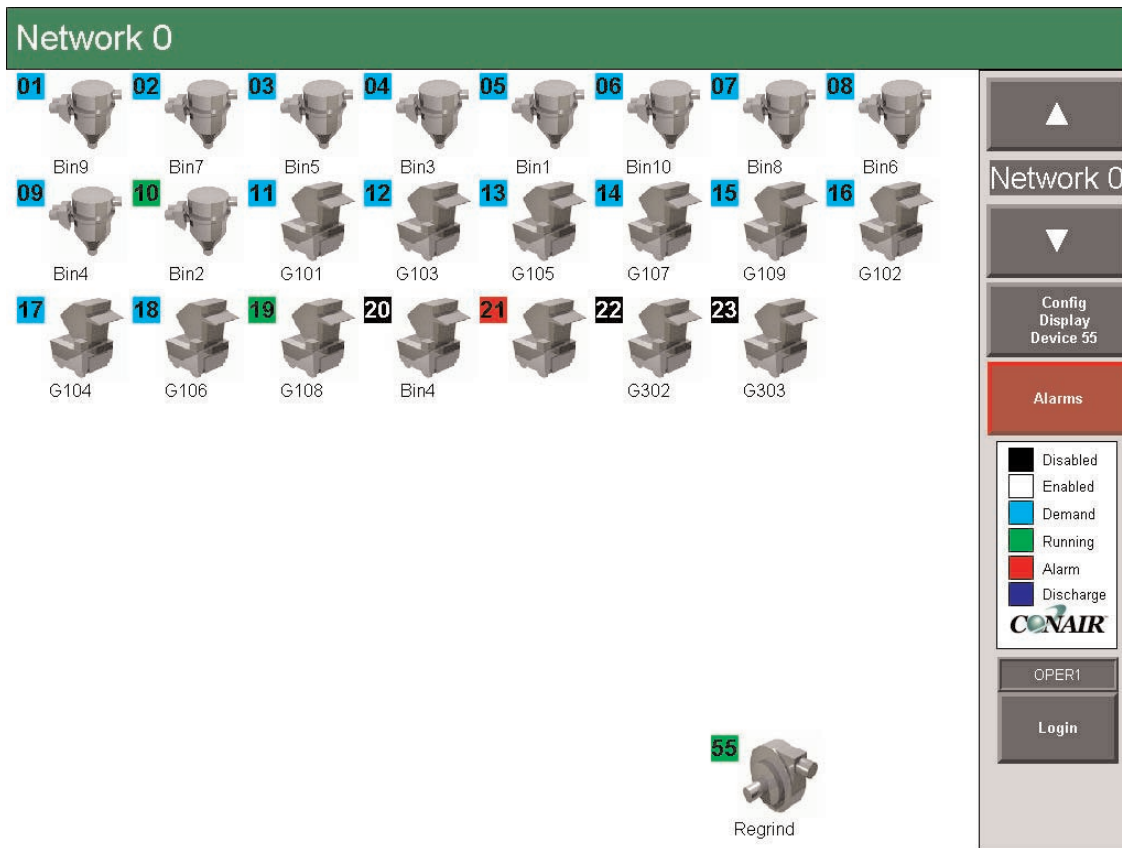 Network 0
01 02 03 04 05 06 07 08
Bin9 Bin7 Bin5 Bin3 Bin1 Bin10 Bin8 Bin6
09 10 11 12 13 14 15 16
Bin4 Bin2 G101 G103 G105 G107 G109 G102
17 18 19 20 21 22 23
G104 G106 G108 Bin4 G302 G303
55
Regrind
Network 0
Config
Display
Device 55
Alarms
Disabled
Enabled
Demand
Running
Alarm
Discharge
CONAIR
OPER1
Login